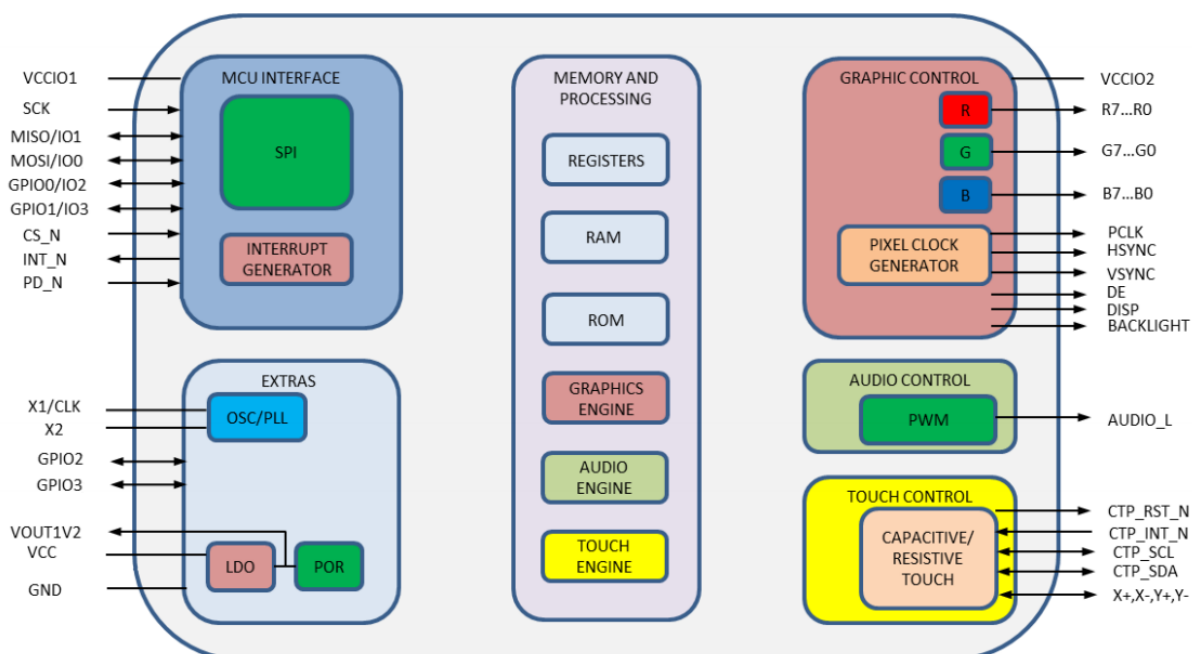 VCCIO1
SCK
MISO/IO1
MOSI/IO0
GPIO0/IO2
GPIO1/IO3
CS_N
INT_N
PD_N
MCU INTERFACE
SPI
INTERRUPT
GENERATOR
X1/CLK
X2
GPIO2
GPIO3
VOUT1V2
VCC
GND
EXTRAS
OSC/PLL
LDO
POR
MEMORY AND
PROCESSING
REGISTERS
RAM
ROM
GRAPHICS
ENGINE
AUDIO
ENGINE
TOUCH
ENGINE
GRAPHIC CONTROL
R
G
B
PIXEL CLOCK
GENERATOR
VCCIO2
R7...R0
G7...G0
B7...B0
PCLK
HSYNC
VSYNC
DE
DISP
BACKLIGHT
AUDIO CONTROL
PWM
AUDIO_L
TOUCH CONTROL
CAPACITIVE/
RESISTIVE
TOUCH
CTP_RST_N
CTP_INT_N
CTP_SCL
CTP_SDA
X+,X-,Y+,Y-